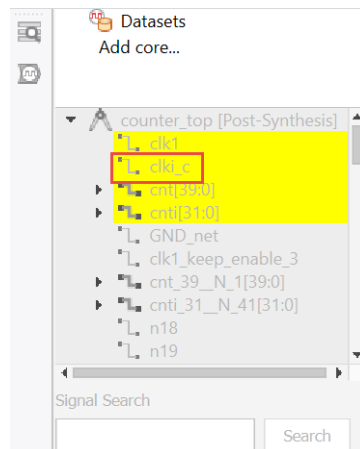 Datasets
Add core...
counter_top [Post-Synthesis]
clk1
clki_c
cnt[39:0]
cnti[31:0]
GND_net
clk1_keep_enable_3
cnt_39__N_1[39:0]
cnti_31__N_41[31:0]
n18
n19
Signal Search
Search